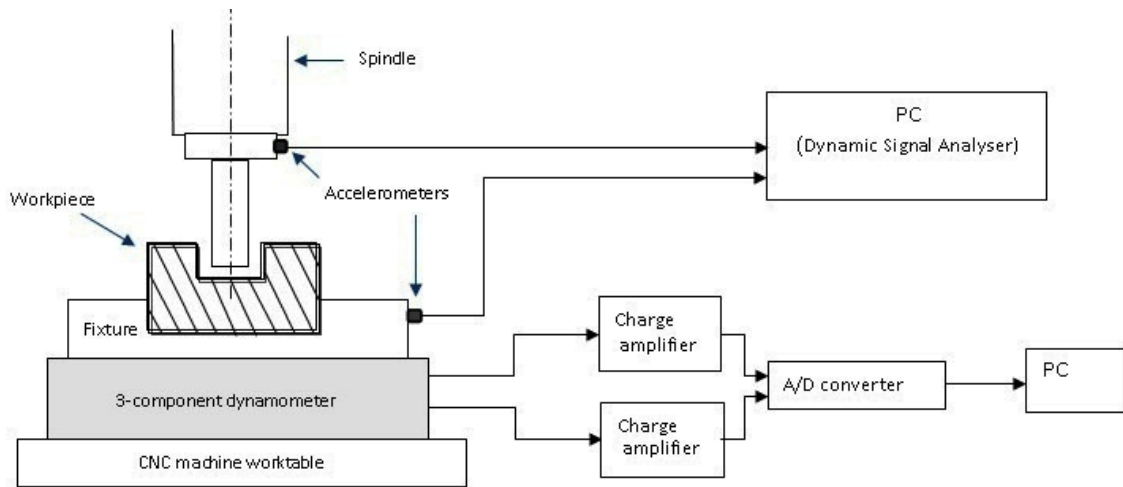 Spindle
PC
(Dynamic Signal Analyser)
Workpiece
Accelerometers
Fixture
Charge
amplifier
A/D converter
PC
3-component dynamometer
Charge
amplifier
CNC machine worktable